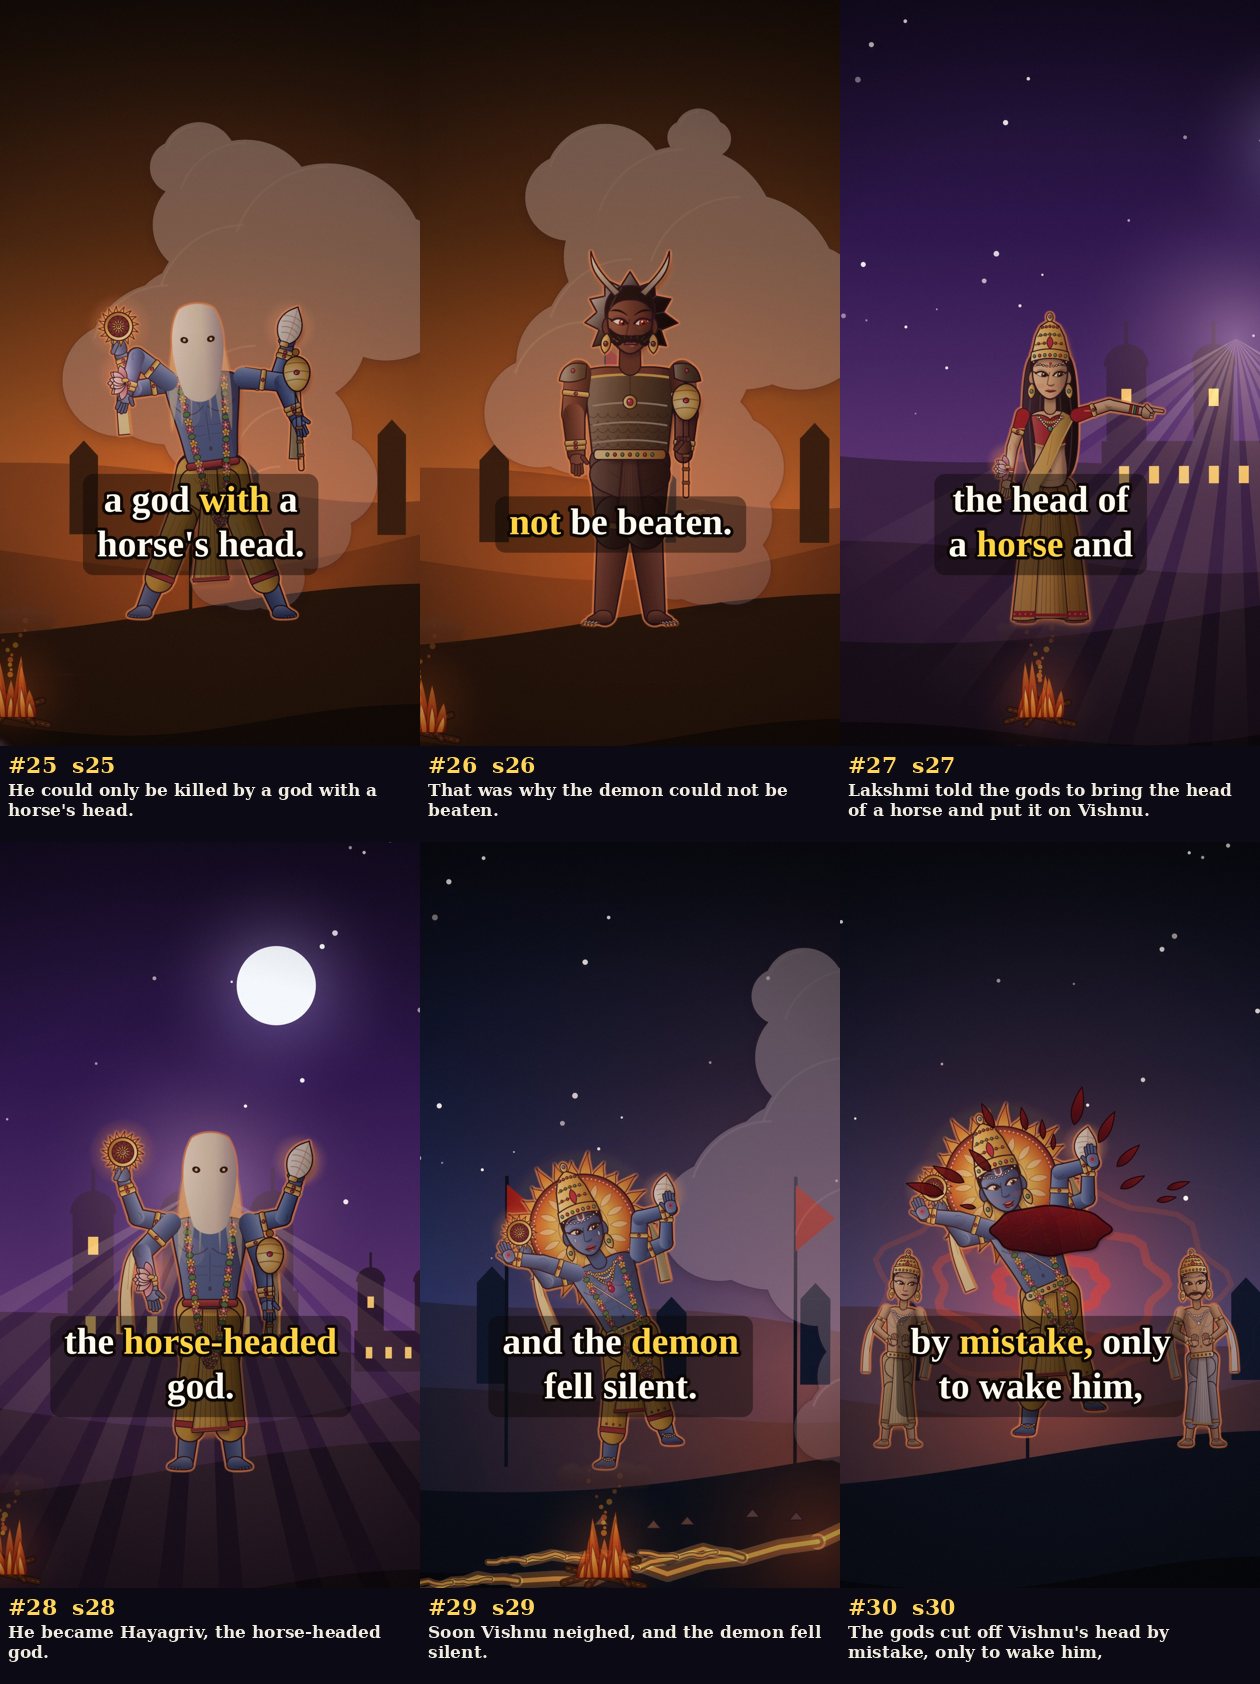 a god with a
horse's head.
#25 s25
He could only be killed by a god with a
horse's head.
not be beaten.
#26 s26
That was why the demon could not be
beaten.
the head of
a horse and
#27 s27
Lakshmi told the gods to bring the head
of a horse and put it on Vishnu.
the horse-headed
god.
#28 s28
He became Hayagriv, the horse-headed
god.
and the demon
fell silent.
#29 s29
Soon Vishnu neighed, and the demon fell
silent.
by mistake, only
to wake him,
#30 s30
The gods cut off Vishnu's head by
mistake, only to wake him,